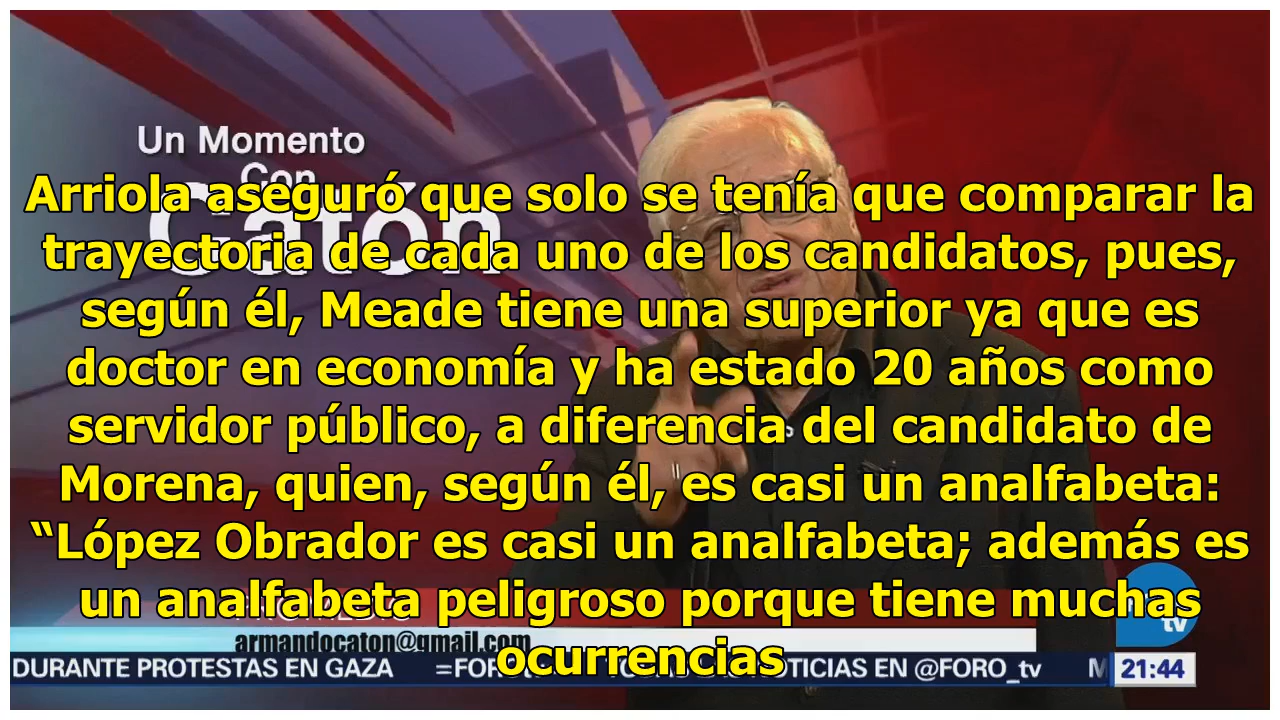 Un Momento
Con
Catón
Arriola aseguró que solo se tenía que comparar la
trayectoria de cada uno de los candidatos, pues,
según él, Meade tiene una superior ya que es
doctor en economía y ha estado 20 años como
servidor público, a diferencia del candidato de
Morena, quien, según él, es casi un analfabeta:
“López Obrador es casi un analfabeta; además es
un analfabeta peligroso porque tiene muchas
ocurrencias
armandocaton@gmail.com
tv
DURANTE PROTESTAS EN GAZA
NOTICIAS EN @FORO_tv
21:44